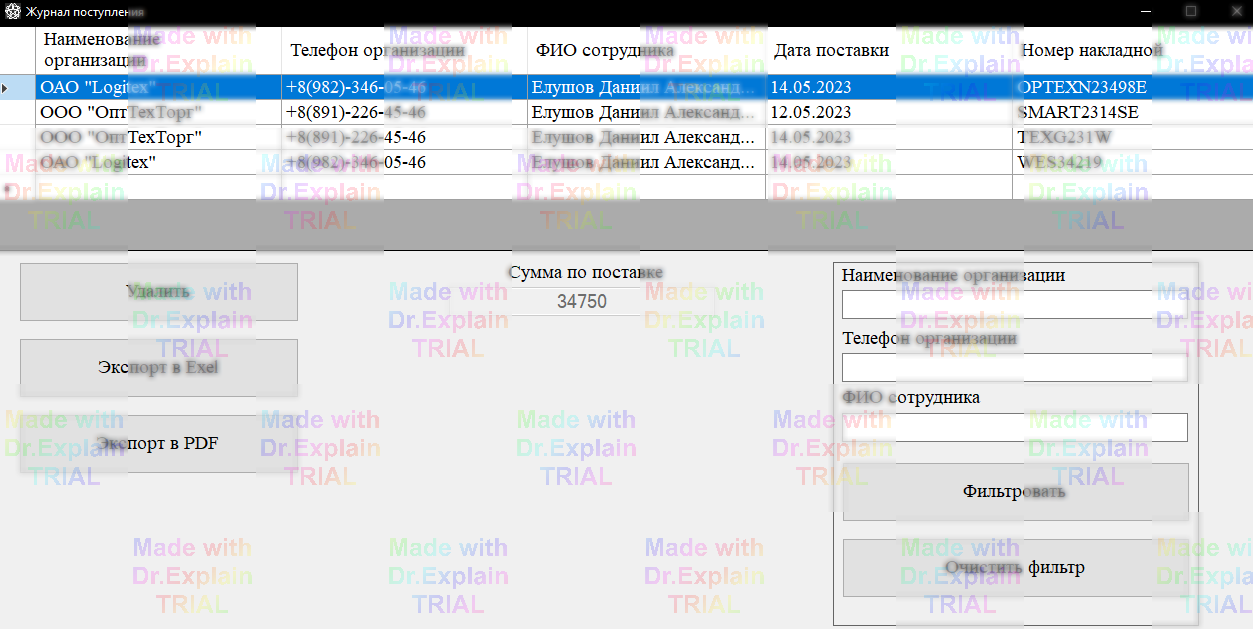 Журнал поступления
Наименование организации
Телефон организации
ФИО сотрудника
Дата поставки
Номер накладной
ОАО "Logitex" +8(982)-346-05-46 Елушов Даниил Александ... 14.05.2023 OPTEXN23498E
ООО "ОптТехТорг" +8(891)-226-45-46 Елушов Даниил Александ... 12.05.2023 SMART2314SE
ООО "ОптТехТорг" +8(891)-226-45-46 Елушов Даниил Александ... 14.05.2023 TEXG231W
ОАО "Logitex" +8(982)-346-05-46 Елушов Даниил Александ... 14.05.2023 WES34219
Удалить
Экспорт в Exel
Экспорт в PDF
Сумма по поставке
34750
Наименование организации
Телефон организации
ФИО сотрудника
Фильтровать
Очистить фильтр
Made with
Dr.Explain
TRIAL